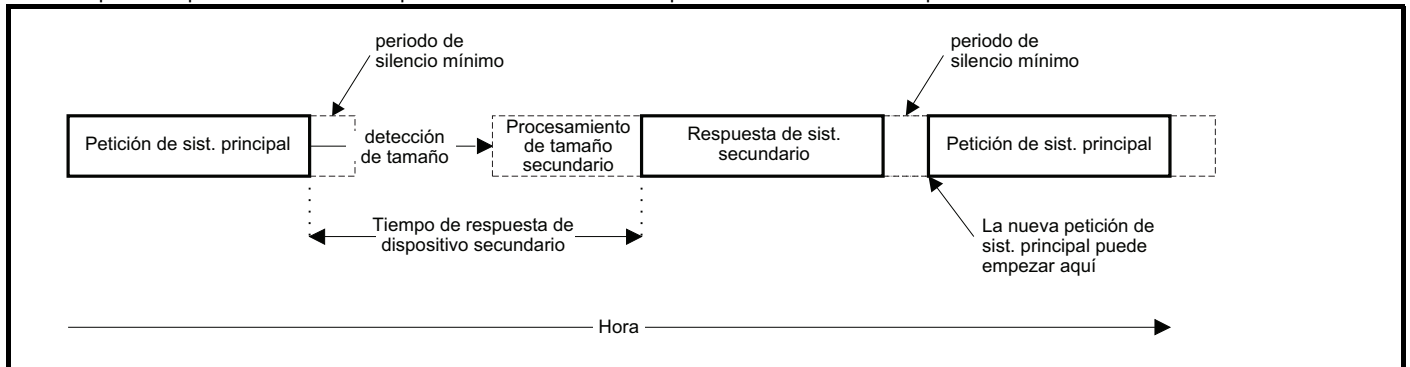 periodo de
silencio mínimo
periodo de
silencio mínimo
Petición de sist. principal
detección
de tamaño
Procesamiento
de tamaño
secundario
Respuesta de sist.
secundario
Petición de sist. principal
Tiempo de respuesta de
dispositivo secundario
La nueva petición de
sist. principal puede
empezar aquí
Hora